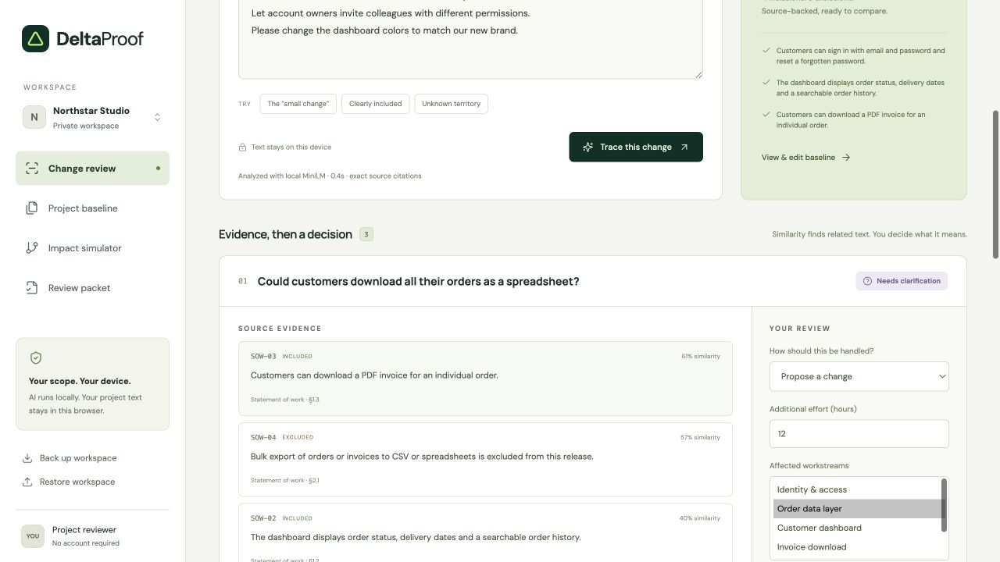 DeltaProof
WORKSPACE
N
Northstar Studio
Private workspace
Change review
Project baseline
Impact simulator
Review packet
Your scope. Your device.
AI runs locally. Your project text
stays in this browser.
Back up workspace
Restore workspace
YOU
Project reviewer
No account required
Let account owners invite colleagues with different permissions.
Please change the dashboard colors to match our new brand.
TRY
The “small change”
Clearly included
Unknown territory
Text stays on this device
Trace this change
Analyzed with local MiniLM · 0.4s · exact source citations
Source-backed, ready to compare.
Customers can sign in with email and password and
reset a forgotten password.
The dashboard displays order status, delivery dates
and a searchable order history.
Customers can download a PDF invoice for an
individual order.
View & edit baseline
Evidence, then a decision 3
Similarity finds related text. You decide what it means.
01 Could customers download all their orders as a spreadsheet?
Needs clarification
SOURCE EVIDENCE
SOW-03 INCLUDED 61% similarity
Customers can download a PDF invoice for an individual order.
Statement of work · §1.3
SOW-04 EXCLUDED 57% similarity
Bulk export of orders or invoices to CSV or spreadsheets is excluded from this release.
Statement of work · §2.1
SOW-02 INCLUDED 40% similarity
The dashboard displays order status, delivery dates and a searchable order history.
Statement of work · §1.2
YOUR REVIEW
How should this be handled?
Propose a change
Additional effort (hours)
12
Affected workstreams
Identity & access
Order data layer
Customer dashboard
Invoice download